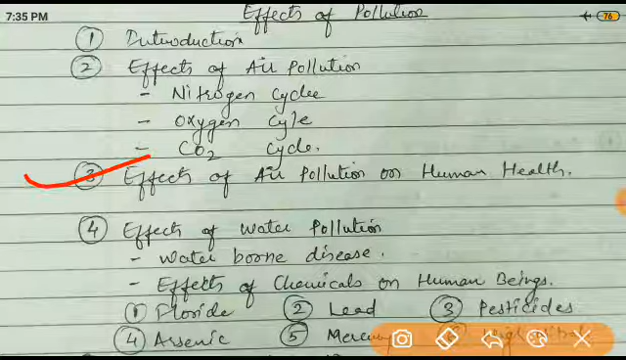 7:35 PM
76
Effects of Pollution
① Introduction
② Effects of Air Pollution
- Nitrogen Cycle
- Oxygen Cyle
- CO2 Cycle.
③ Effects of Air Pollution on Human Health.
④ Effects of Water Pollution
- Water borne disease.
- Effects of Chemicals on Human Beings.
① Floride ② Lead ③ Pesticides
④ Arsenic ⑤ Mercury